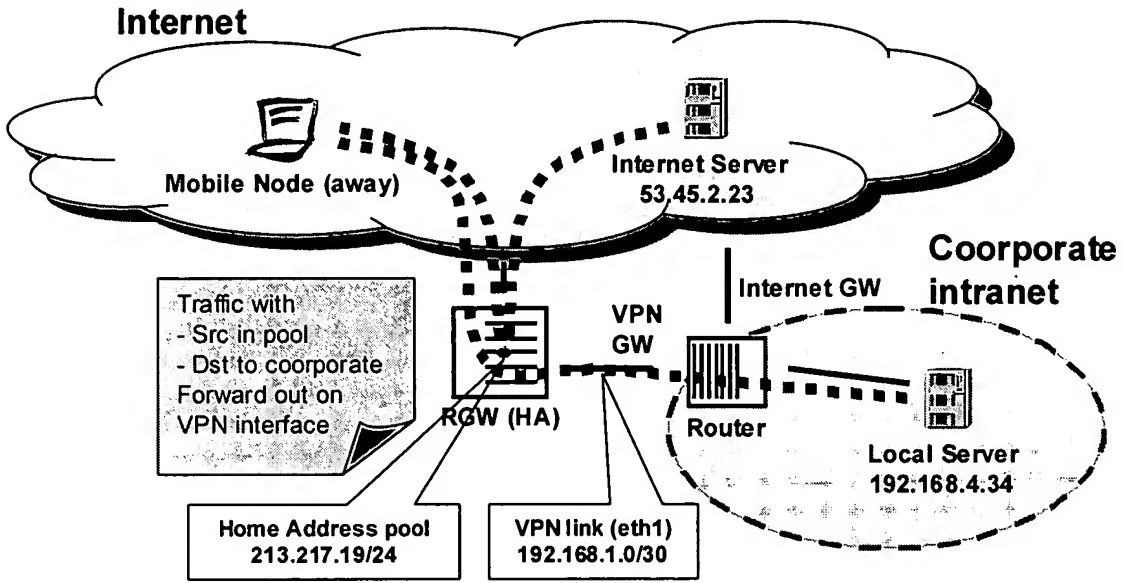 Internet
Mobile Node (away)
Internet Server
53.45.2.23
Coorporate
intranet
Internet GW
VPN
GW
Traffic with
- Src in pool
- Dst to coorporate
Forward out on
VPN interface
RGW (HA)
Router
Local Server
192.168.4.34
Home Address pool
213.217.19/24
VPN link (eth1)
192.168.1.0/30